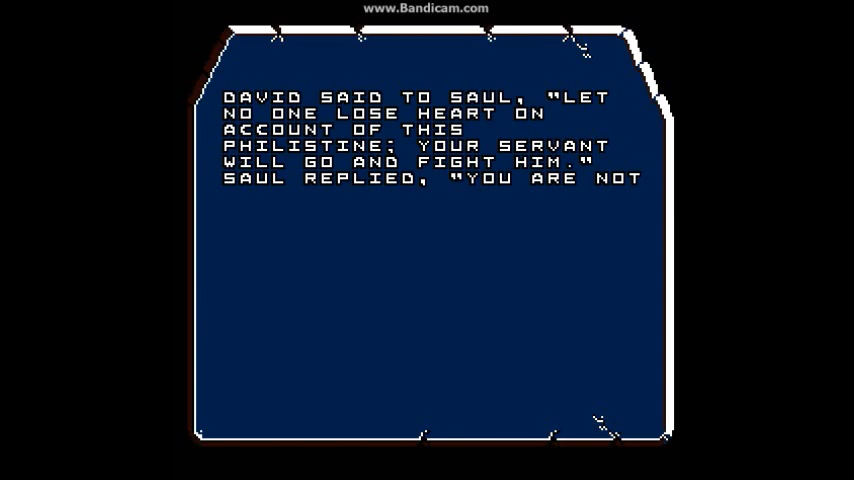 www.Bandicam.com
DAVID SAID TO SAUL, "LET
NO ONE LOSE HEART ON
ACCOUNT OF THIS
PHILISTINE; YOUR SERVANT
WILL GO AND FIGHT HIM."
SAUL REPLIED, "YOU ARE NOT